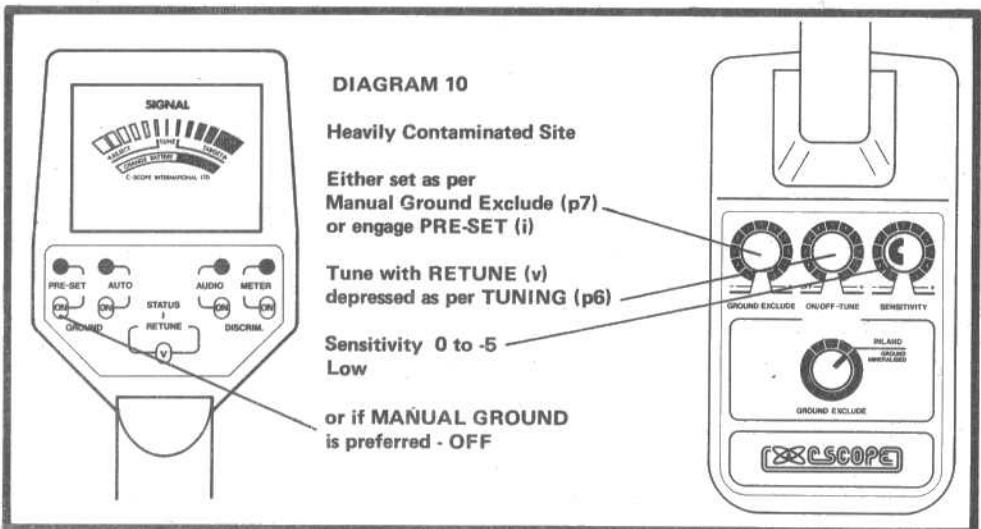 DIAGRAM 10
Heavily Contaminated Site
Either set as per
Manual Ground Exclude (p7)
or engage PRE-SET (i)
Tune with RETUNE (v)
depressed as per TUNING (p6)
Sensitivity 0 to -5
Low
or if MANUAL GROUND
is preferred - OFF
SIGNAL
REJECT TUNE TARGET
CHANGE BATTERY
C-SCOPE INTERNATIONAL LTD
PRE-SET AUTO AUDIO METER
ON ON ON ON
GROUND STATUS DISCRIM.
RETUNE
V
GROUND EXCLUDE ON/OFF-TUNE SENSITIVITY
INLAND
GROUND
MINERALISED
GROUND EXCLUDE
CSCOPE